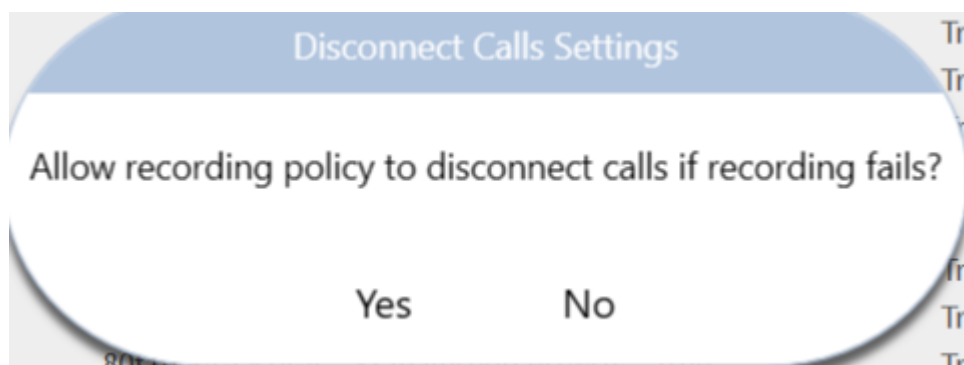 Disconnect Calls Settings
Allow recording policy to disconnect calls if recording fails?
Yes No